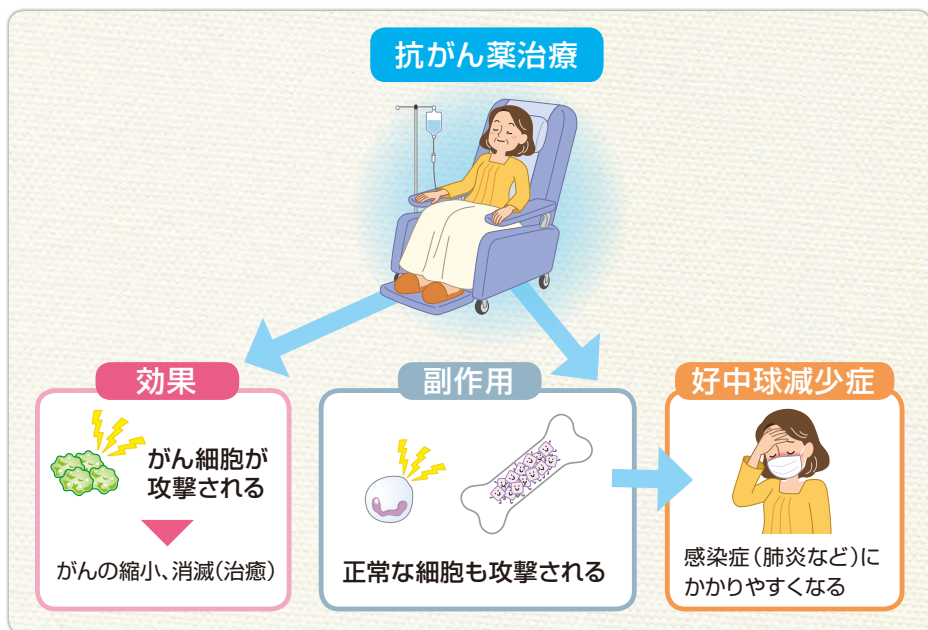 抗がん薬治療
効果
がん細胞が
攻撃される
がんの縮小、消滅(治癒)
副作用
正常な細胞も攻撃される
好中球減少症
感染症(肺炎など)に
かかりやすくなる